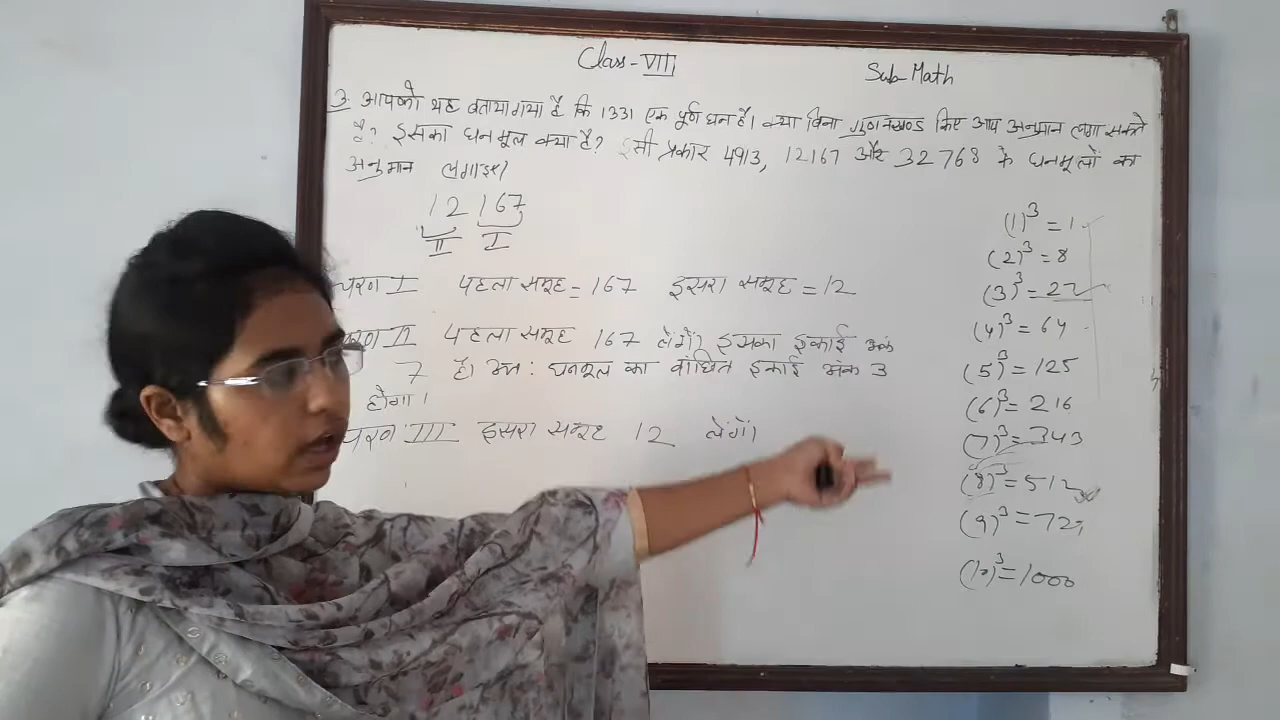 Class-VIII
Sub-Math
3. आपको यह बताया गया है कि 1331 एक पूर्ण घन है। क्या बिना गुणनखण्ड किए आप अनुमान लगा सकते
है? इसका घनमूल क्या है? इसी प्रकार 4913, 12167 और 32768 के घनमूलों का
अनुमान लगाइए।
12 167
II I
चरण I पहला समूह = 167 दूसरा समूह = 12
चरण II पहला समूह 167 लेंगें। इसका इकाई अंक
7 है। अतः घनमूल का वांछित इकाई अंक 3
होगा।
चरण III दूसरा समूह 12 लेंगें।
(1)³ = 1
(2)³ = 8
(3)³ = 27
(4)³ = 64
(5)³ = 125
(6)³ = 216
(7)³ = 343
(8)³ = 512
(9)³ = 729
(10)³ = 1000